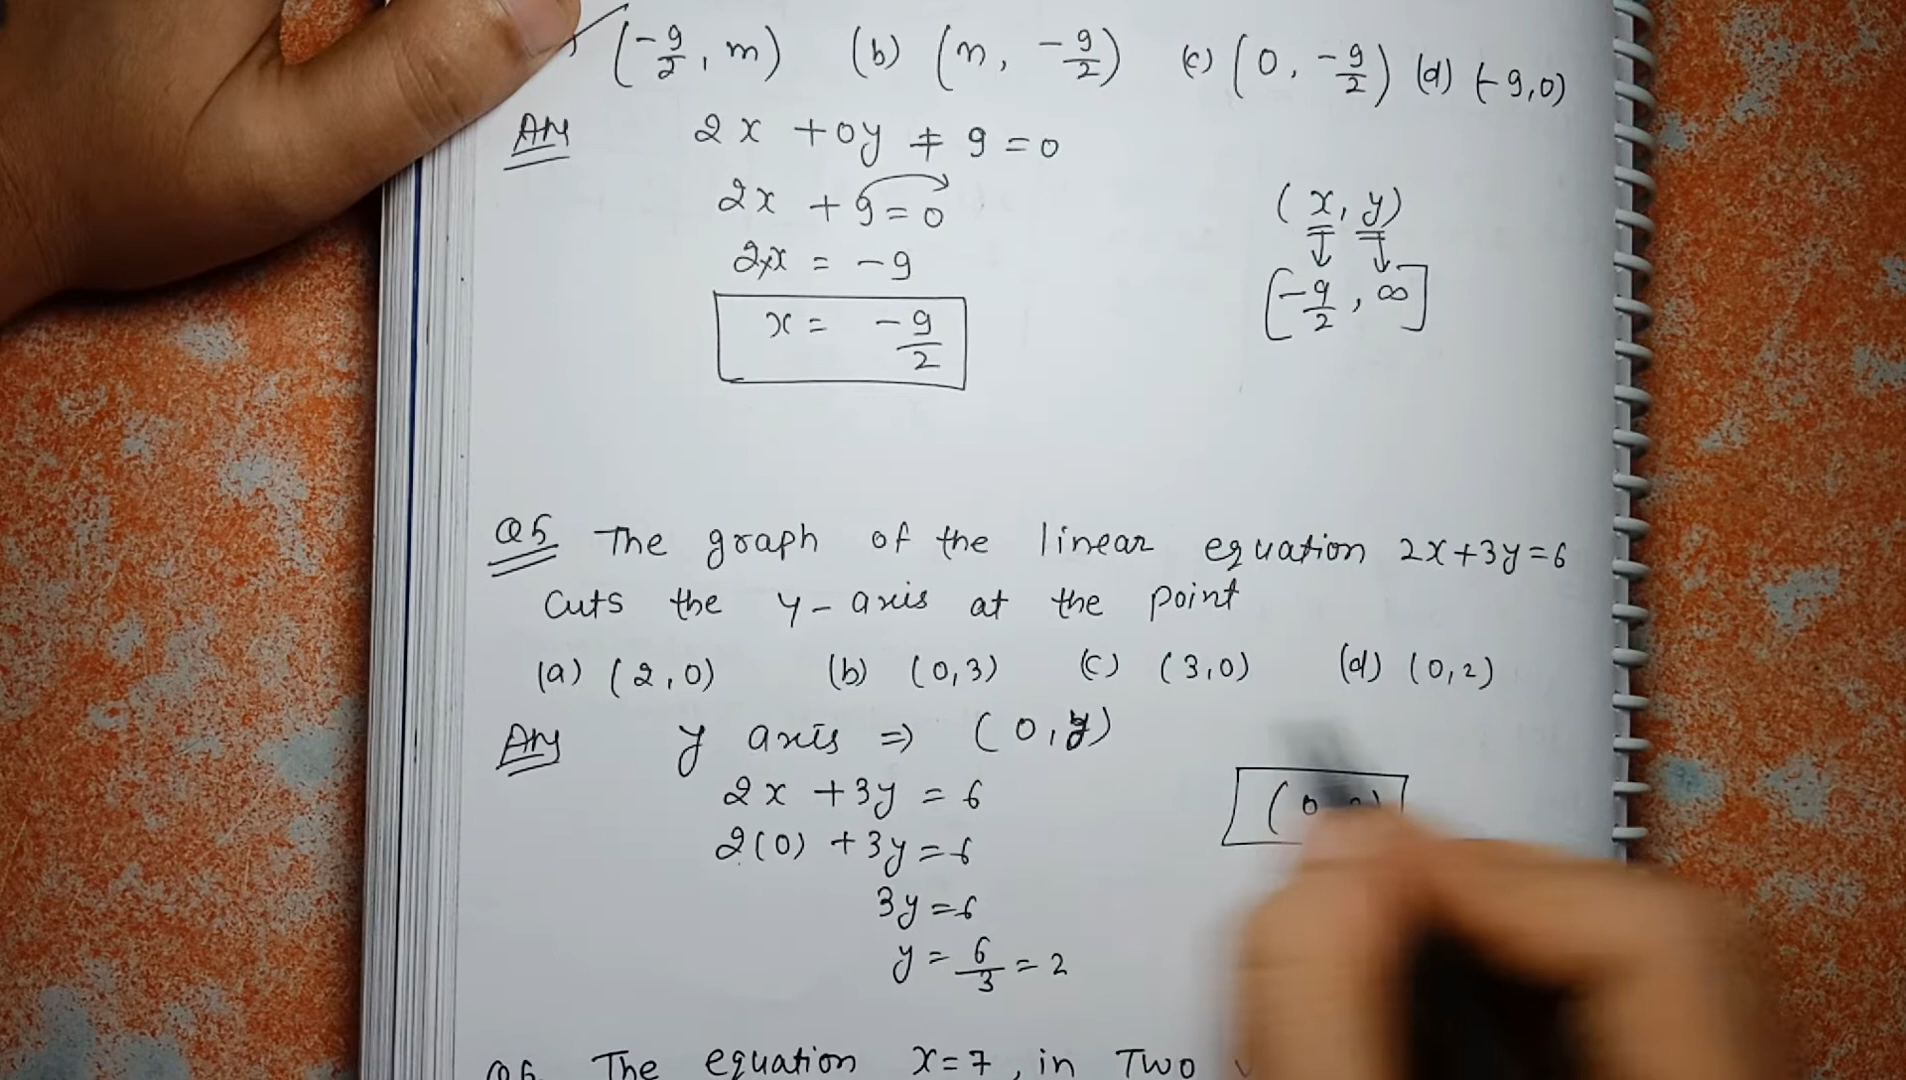 (-9/2, m) (b) (n, -9/2) (c) (0, -9/2) (d) (-9,0)
Ans 2x + 0y + 9 = 0
2x + 9 = 0
(x, y)
2x = -9
[-9/2, ∞]
x = -9/2
Q5 The graph of the linear equation 2x+3y=6
cuts the y-axis at the point
(a) (2,0) (b) (0,3) (c) (3,0) (d) (0,2)
Ans y axis ⇒ (0,y)
2x + 3y = 6
(0
2(0) + 3y = 6
3y = 6
y = 6/3 = 2
Q6 The equation x=7, in Two